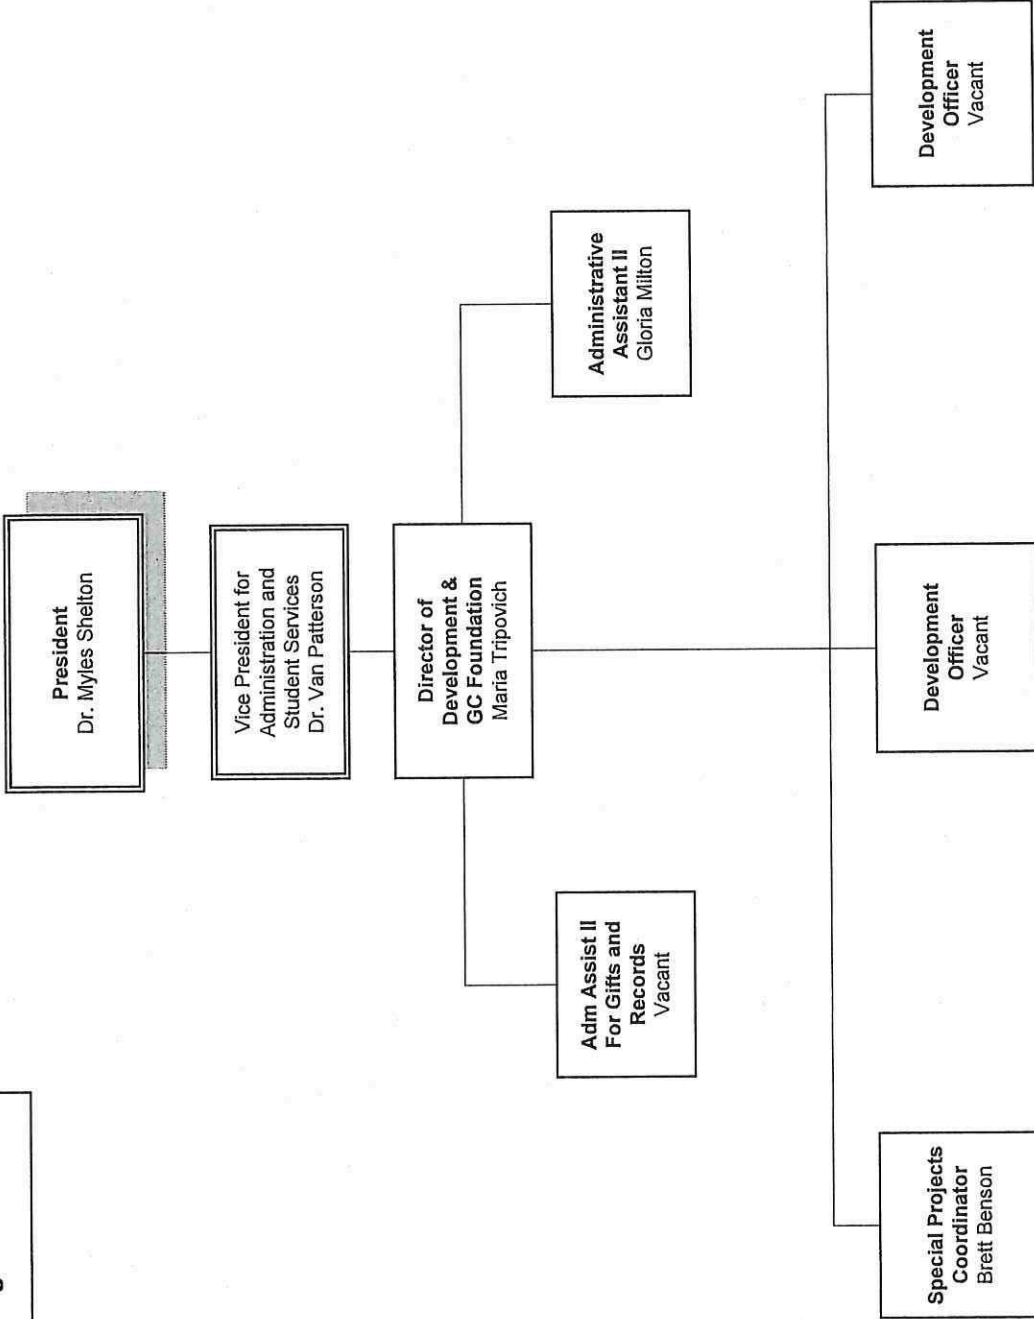 President
Dr. Myles Shelton
Vice President for
Administration and
Student Services
Dr. Van Patterson
Director of
Development &
GC Foundation
Maria Tripovich
Adm Assist II
For Gifts and
Records
Vacant
Administrative
Assistant II
Gloria Milton
Special Projects
Coordinator
Brett Benson
Development
Officer
Vacant
Development
Officer
Vacant